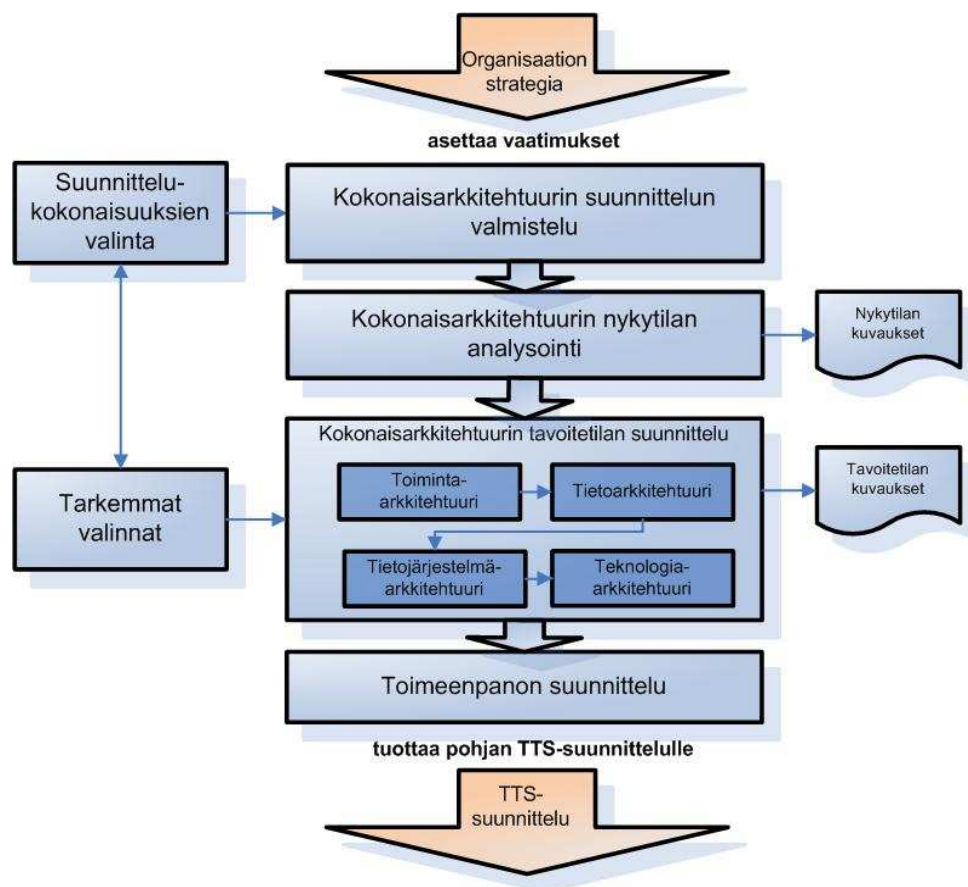 Organisaation
strategia
asettaa vaatimukset
Suunnittelu-
kokonaisuuksien
valinta
Kokonaisarkkitehtuurin suunnittelun
valmistelu
Kokonaisarkkitehtuurin nykytilan
analysointi
Nykytilan
kuvaukset
Kokonaisarkkitehtuurin tavoitetilan suunnittelu
Toiminta-
arkkitehtuuri
Tietoarkkitehtuuri
Tavoitetilan
kuvaukset
Tarkemmat
valinnat
Tietojärjestelmä-
arkkitehtuuri
Teknologia-
arkkitehtuuri
Toimeenpanon suunnittelu
tuottaa pohjan TTS-suunnittelulle
TTS-
suunnittelu